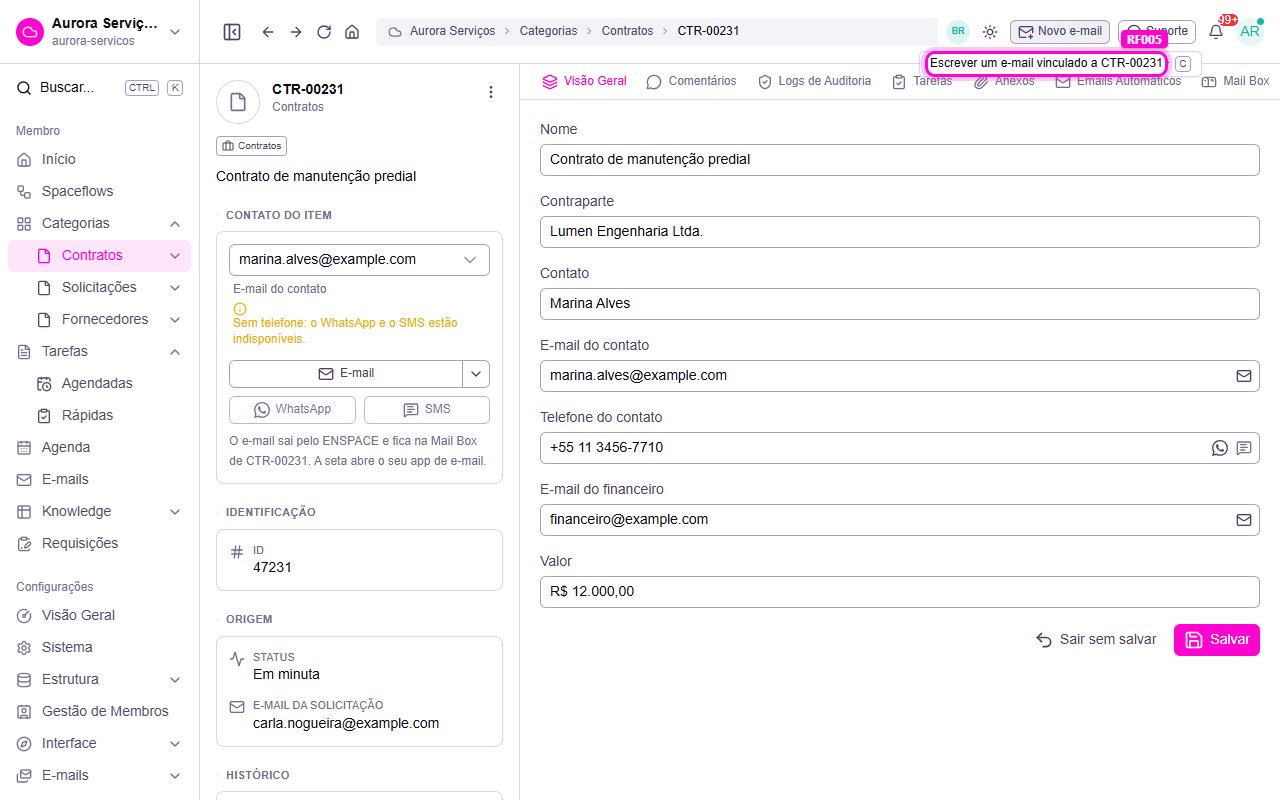 Aurora Serviç...
aurora-servicos
Aurora Serviços
Categorias
Contratos
CTR-00231
BR
Novo e-mail
RF005
99+
AR
Escrever um e-mail vinculado a CTR-00231
C
Buscar...
CTRL
K
Membro
Início
Spaceflows
Categorias
Contratos
Solicitações
Fornecedores
Tarefas
Agendadas
Rápidas
Agenda
E-mails
Knowledge
Requisições
Configurações
Visão Geral
Sistema
Estrutura
Gestão de Membros
Interface
E-mails
CTR-00231
Contratos
Contratos
Contrato de manutenção predial
CONTATO DO ITEM
marina.alves@example.com
E-mail do contato
Sem telefone: o WhatsApp e o SMS estão
indisponíveis.
E-mail
WhatsApp
SMS
O e-mail sai pelo ENSPACE e fica na Mail Box
de CTR-00231. A seta abre o seu app de e-mail.
IDENTIFICAÇÃO
ID
47231
ORIGEM
STATUS
Em minuta
E-MAIL DA SOLICITAÇÃO
carla.nogueira@example.com
HISTÓRICO
Visão Geral
Comentários
Logs de Auditoria
Tarefas
Anexos
Emails Automáticos
Mail Box
Nome
Contrato de manutenção predial
Contraparte
Lumen Engenharia Ltda.
Contato
Marina Alves
E-mail do contato
marina.alves@example.com
Telefone do contato
+55 11 3456-7710
E-mail do financeiro
financeiro@example.com
Valor
R$ 12.000,00
Sair sem salvar
Salvar